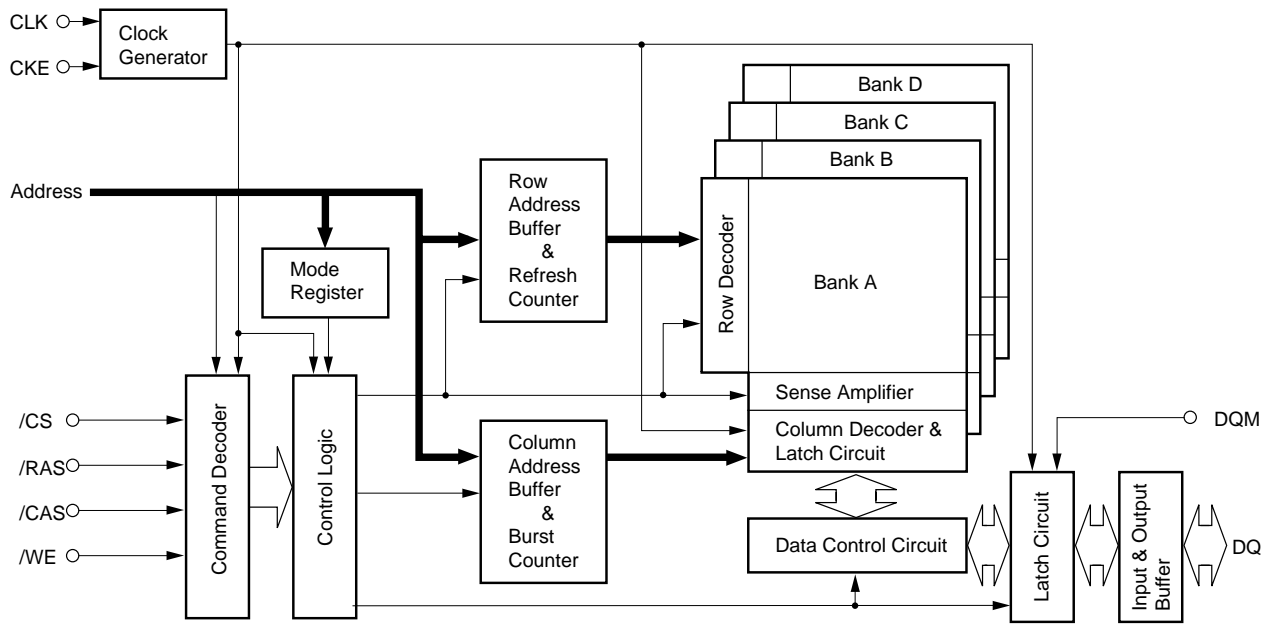 CLK
CKE
Clock
Generator
Bank D
Bank C
Bank B
Address
Row
Address
Buffer
&
Refresh
Counter
Mode
Register
Row Decoder
Bank A
Sense Amplifier
Column Decoder &
Latch Circuit
/CS
/RAS
/CAS
/WE
Command Decoder
Control Logic
Column
Address
Buffer
&
Burst
Counter
Data Control Circuit
DQM
Latch Circuit
Input & Output
Buffer
DQ